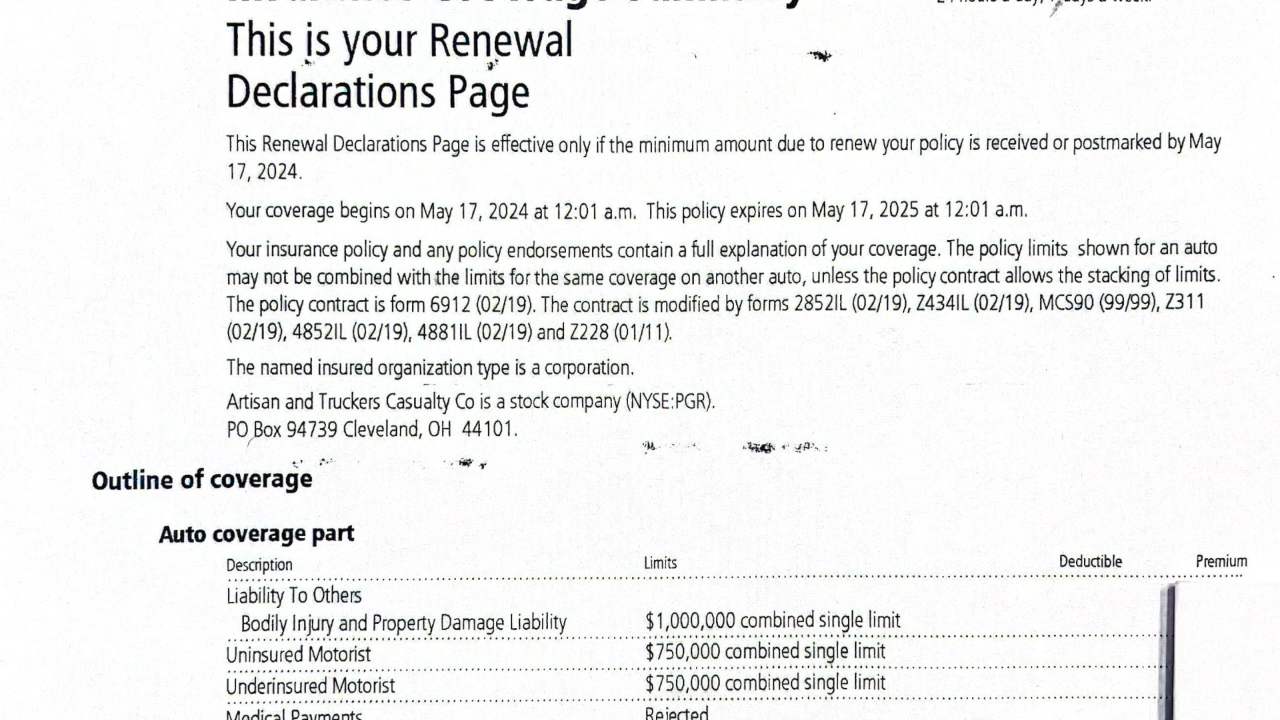 This is your Renewal
Declarations Page
This Renewal Declarations Page is effective only if the minimum amount due to renew your policy is received or postmarked by May
17, 2024.
Your coverage begins on May 17, 2024 at 12:01 a.m. This policy expires on May 17, 2025 at 12:01 a.m.
Your insurance policy and any policy endorsements contain a full explanation of your coverage. The policy limits shown for an auto
may not be combined with the limits for the same coverage on another auto, unless the policy contract allows the stacking of limits.
The policy contract is form 6912 (02/19). The contract is modified by forms 2852IL (02/19), Z434IL (02/19), MCS90 (99/99), Z311
(02/19), 4852IL (02/19), 4881IL (02/19) and Z228 (01/11).
The named insured organization type is a corporation.
Artisan and Truckers Casualty Co is a stock company (NYSE:PGR).
PO Box 94739 Cleveland, OH 44101.
Outline of coverage
Auto coverage part
Description Limits Deductible Premium
Liability To Others
Bodily Injury and Property Damage Liability $1,000,000 combined single limit
Uninsured Motorist $750,000 combined single limit
Underinsured Motorist $750,000 combined single limit
Medical Payments Rejected